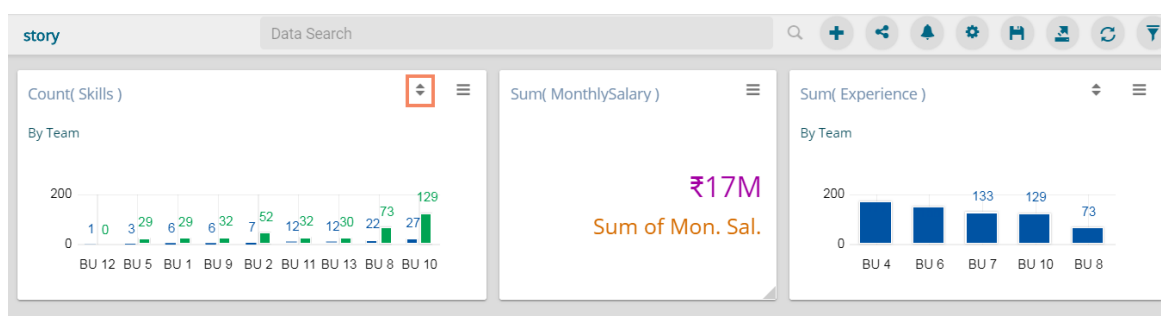 story
Data Search
Count( Skills )
By Team
200
0
1 0 3 29 6 29 6 32 7 52 12 32 12 30 22 73 27 129
BU 12 BU 5 BU 1 BU 9 BU 2 BU 11 BU 13 BU 8 BU 10
Sum( MonthlySalary )
₹17M
Sum of Mon. Sal.
Sum( Experience )
By Team
200
0
133 129 73
BU 4 BU 6 BU 7 BU 10 BU 8